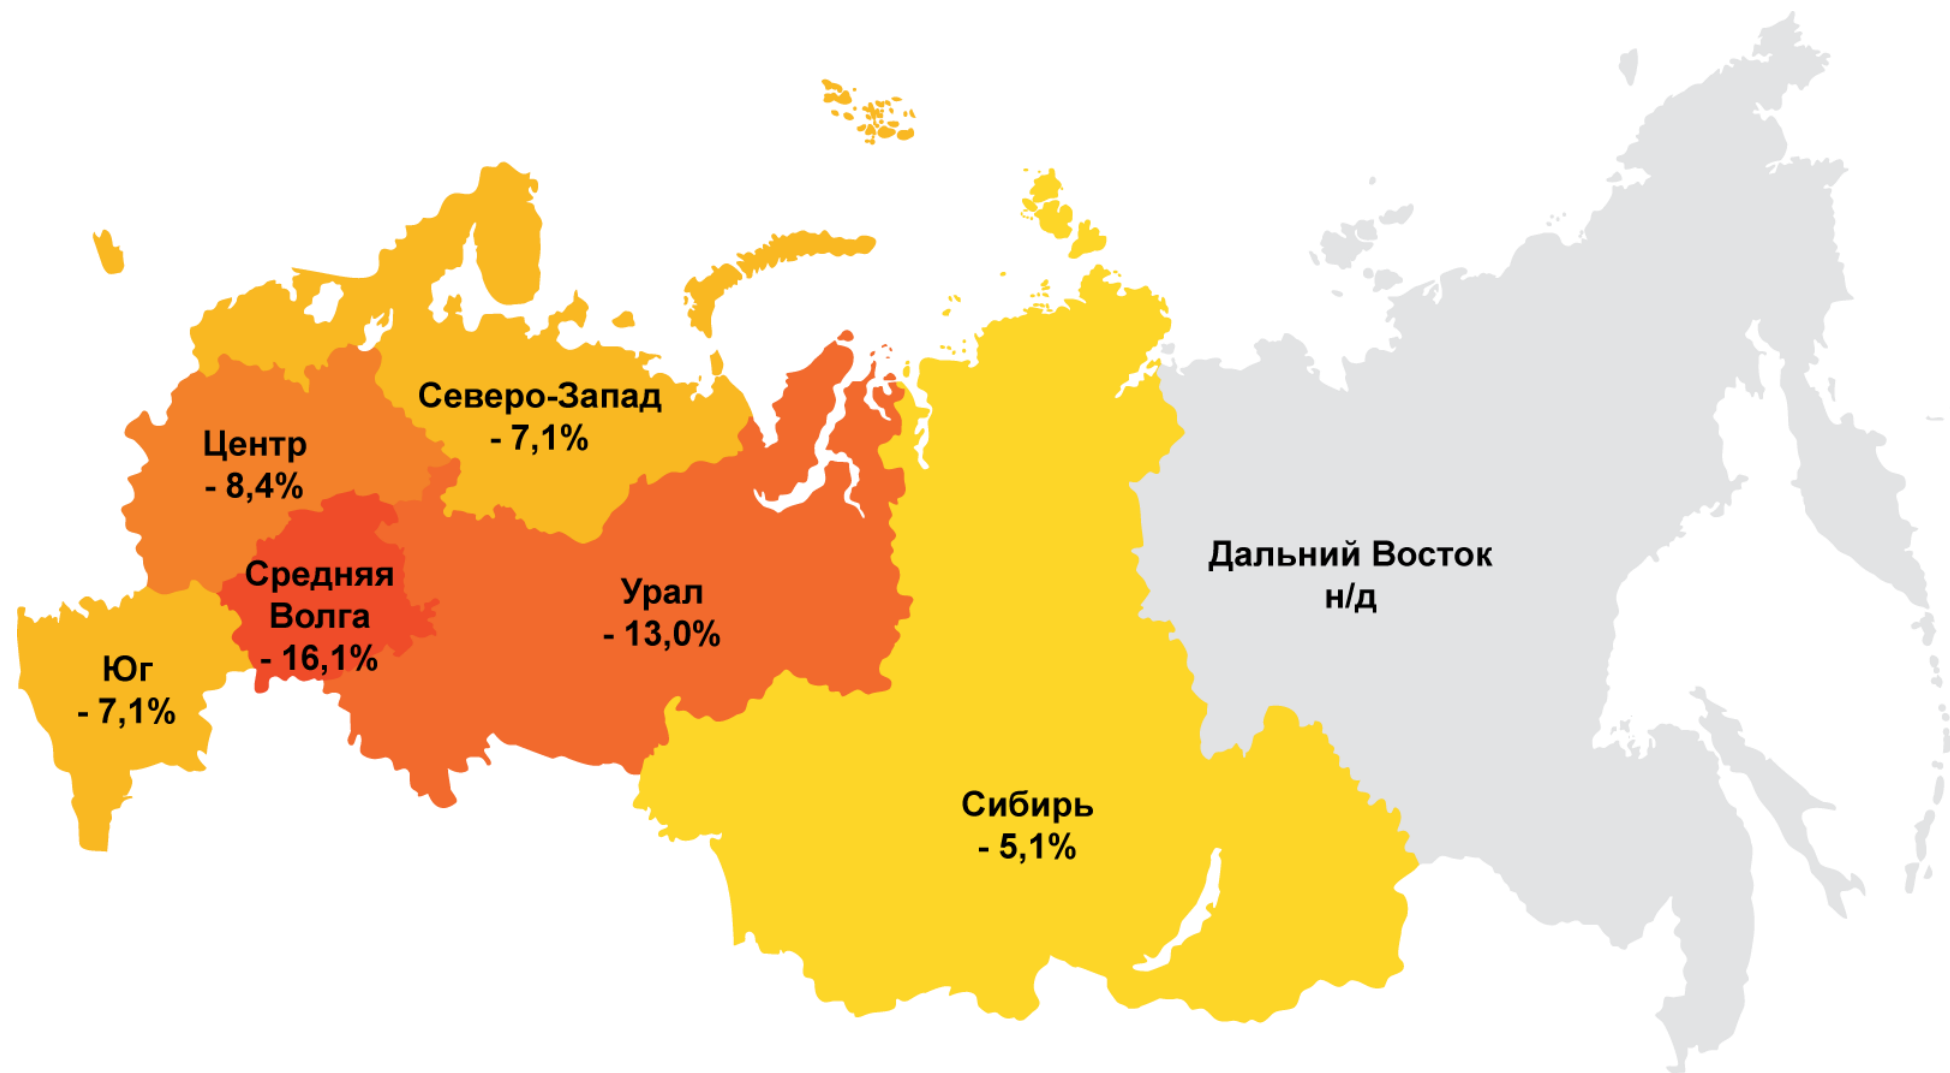 Северо-Запад
- 7,1%
Центр
- 8,4%
Средняя
Волга
- 16,1%
Урал
- 13,0%
Дальний Восток
н/д
Юг
- 7,1%
Сибирь
- 5,1%